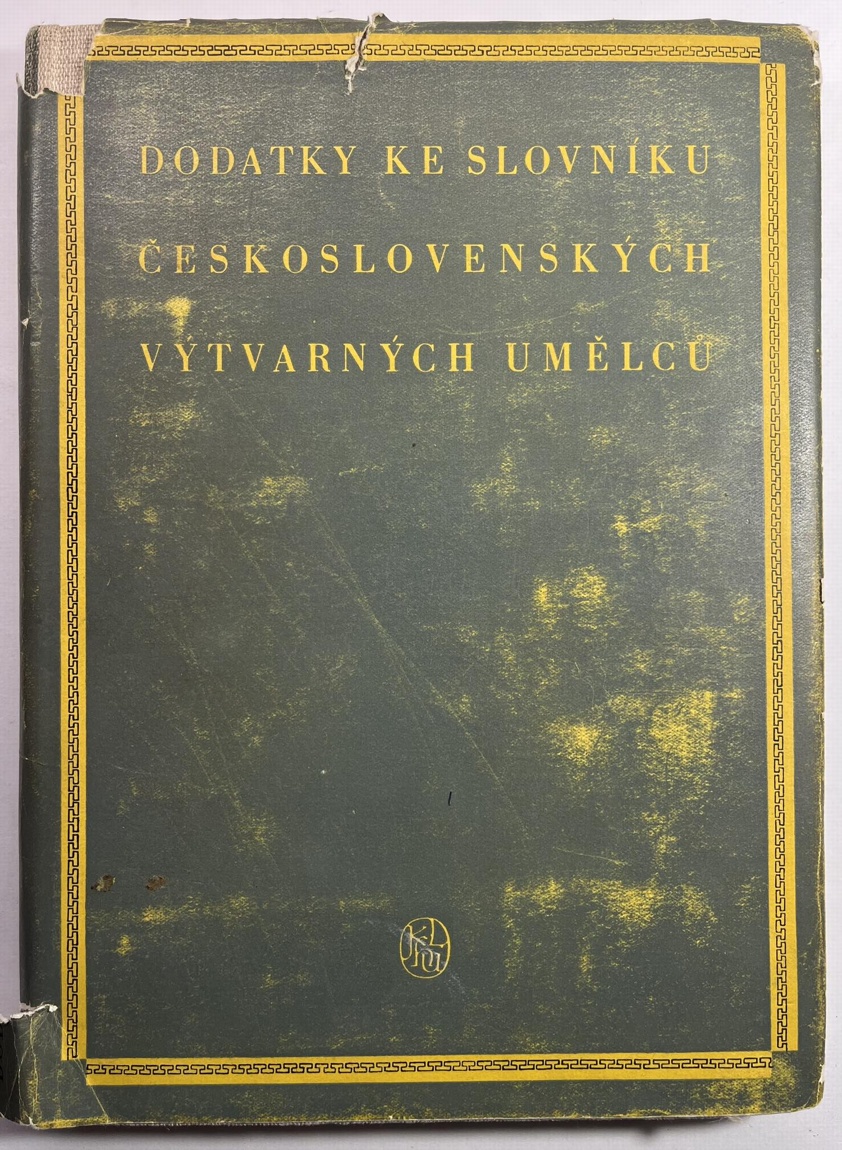 DODATKY KE SLOVNÍKU
ČESKOSLOVENSKÝCH
VÝTVARNÝCH UMĚLCŮ